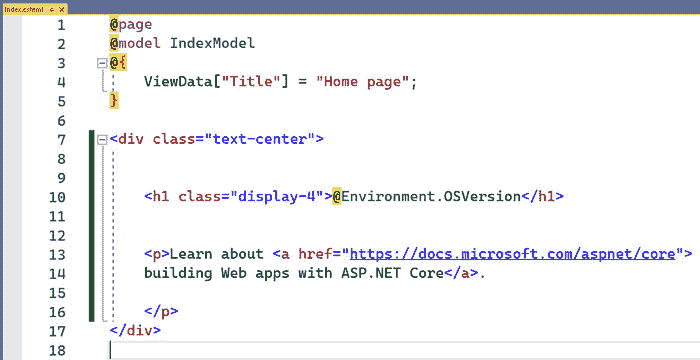 Index.cshtml
1 @page
2 @model IndexModel
3 @{
4 ViewData["Title"] = "Home page";
5 }
6
7 <div class="text-center">
8
9
10 <h1 class="display-4">@Environment.OSVersion</h1>
11
12
13 <p>Learn about <a href="https://docs.microsoft.com/aspnet/core">
14 building Web apps with ASP.NET Core</a>.
15
16 </p>
17 </div>
18